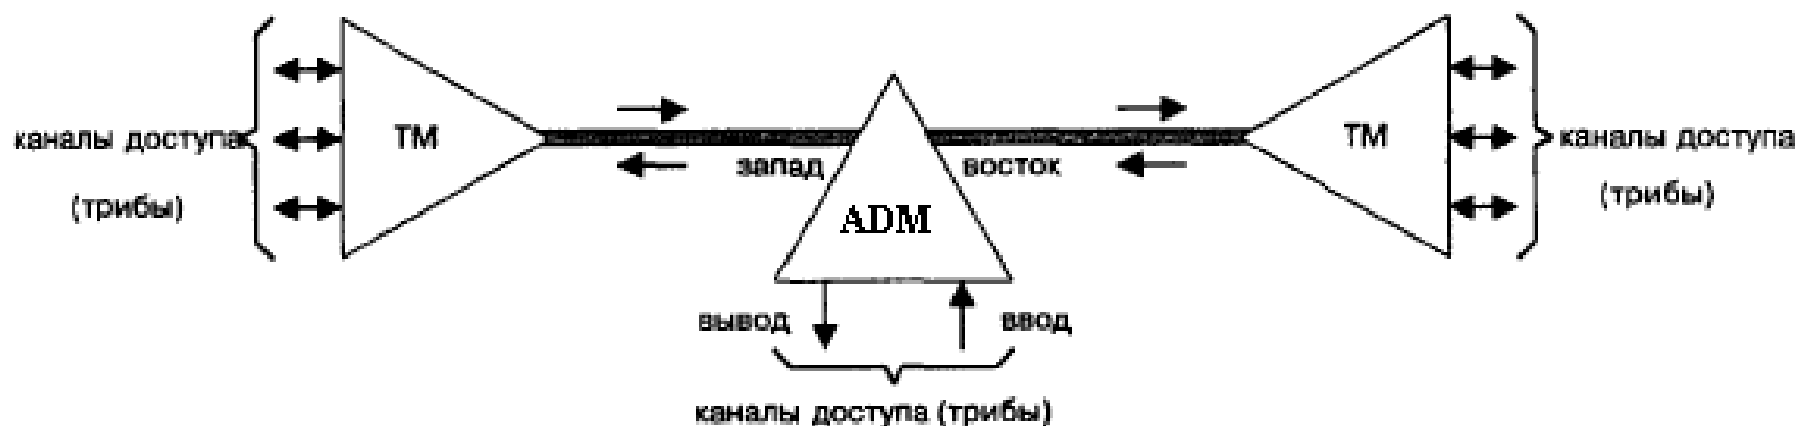 каналы доступа
(трибы)
TM
запад
ADM
восток
TM
каналы доступа
(трибы)
вывод
ввод
каналы доступа (трибы)